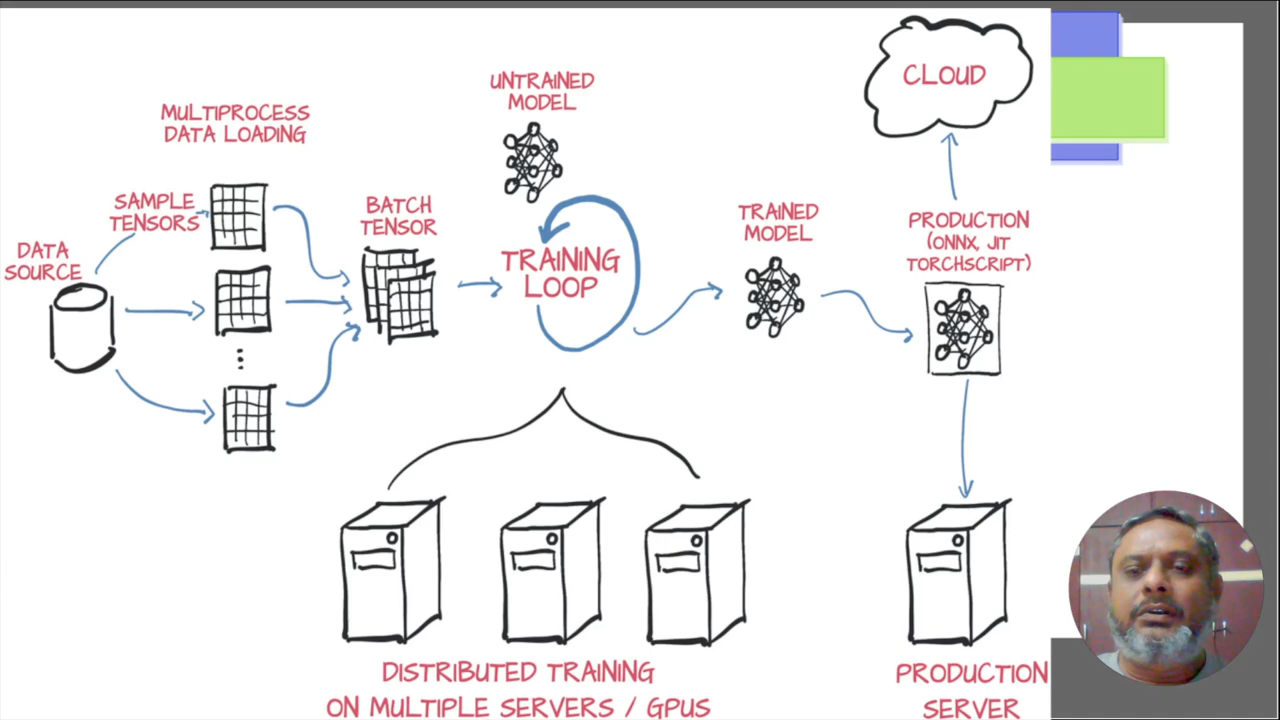 MULTIPROCESS
DATA LOADING
UNTRAINED
MODEL
CLOUD
SAMPLE
TENSORS
DATA
SOURCE
BATCH
TENSOR
TRAINING
LOOP
TRAINED
MODEL
PRODUCTION
(ONNX, JIT
TORCHSCRIPT)
DISTRIBUTED TRAINING
ON MULTIPLE SERVERS / GPUS
PRODUCTION
SERVER